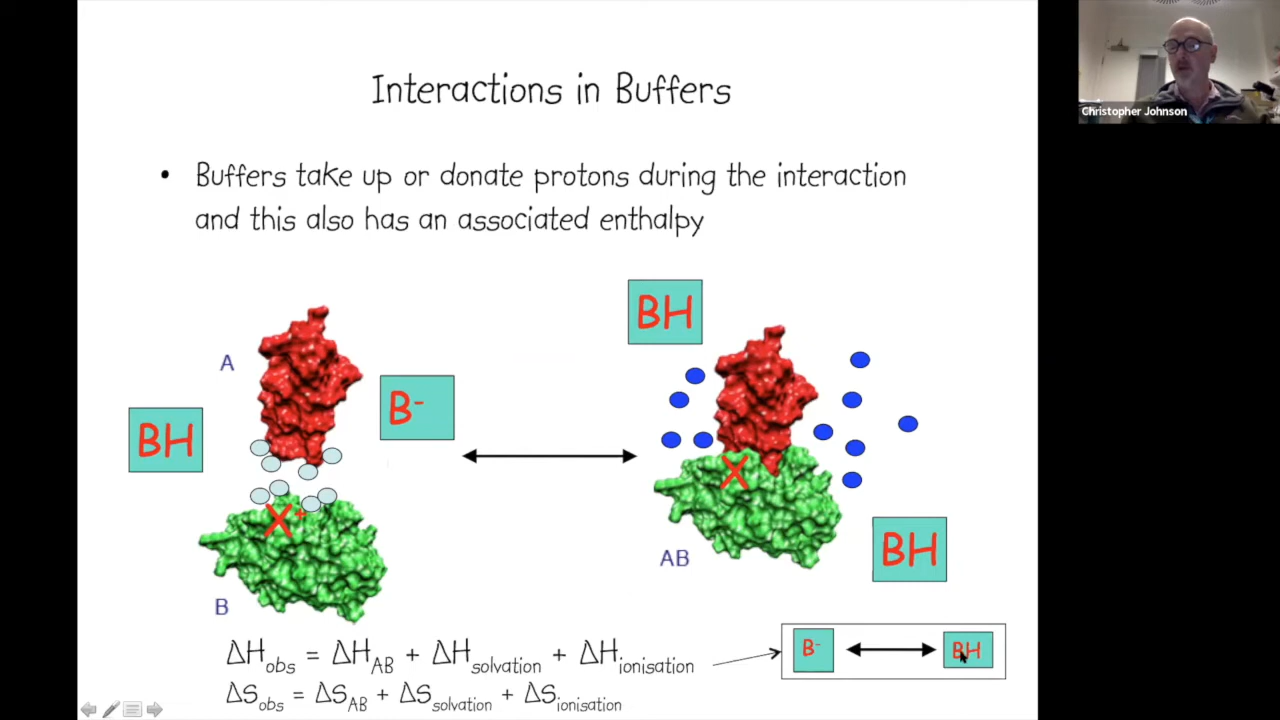 Interactions in Buffers
Christopher Johnson
• Buffers take up or donate protons during the interaction
and this also has an associated enthalpy
BH
A
B⁻
BH
X⁺
B
X
AB
BH
ΔH_obs = ΔH_AB + ΔH_solvation + ΔH_ionisation
B⁻
BH
ΔS_obs = ΔS_AB + ΔS_solvation + ΔS_ionisation